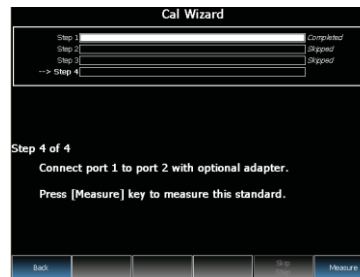 Cal Wizard
Step 1 Completed
Step 2 Skipped
Step 3 Skipped
--> Step 4
Step 4 of 4
Connect port 1 to port 2 with optional adapter.
Press [Measure] key to measure this standard.
Back Skip Measure